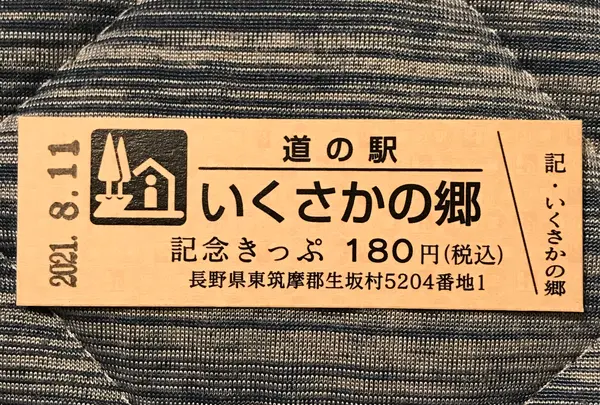 2021.8.11
道の駅
いくさかの郷
記念きっぷ 180円(税込)
長野県東筑摩郡生坂村5204番地1
記・いくさかの郷